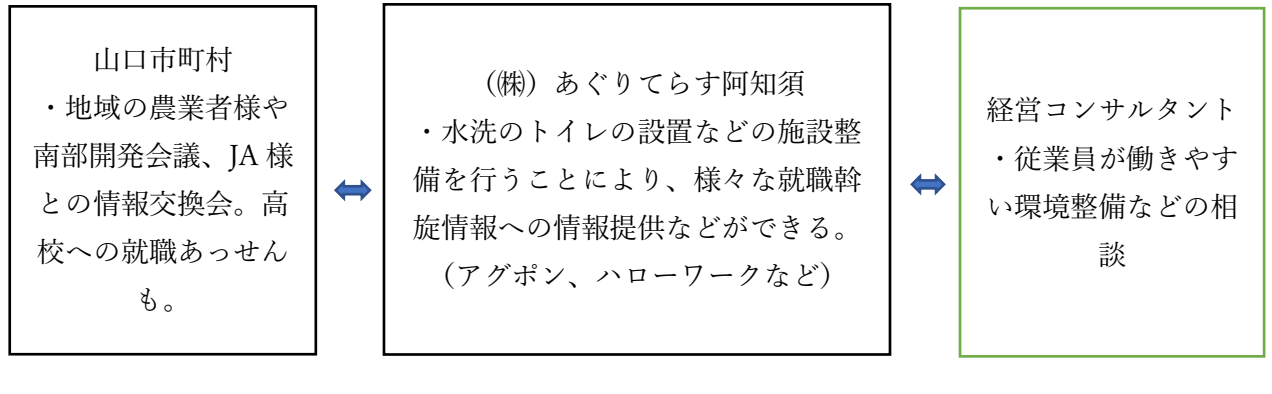 山口市町村
・地域の農業者様や
南部開発会議、JA 様
との情報交換会。高
校への就職あっせん
も。
（㈱）あぐりてらす阿知須
・水洗のトイレの設置などの施設整
備を行うことにより、様々な就職斡
旋情報への情報提供などができる。
（アグポン、ハローワークなど）
経営コンサルタント
・従業員が働きやす
い環境整備などの相
談